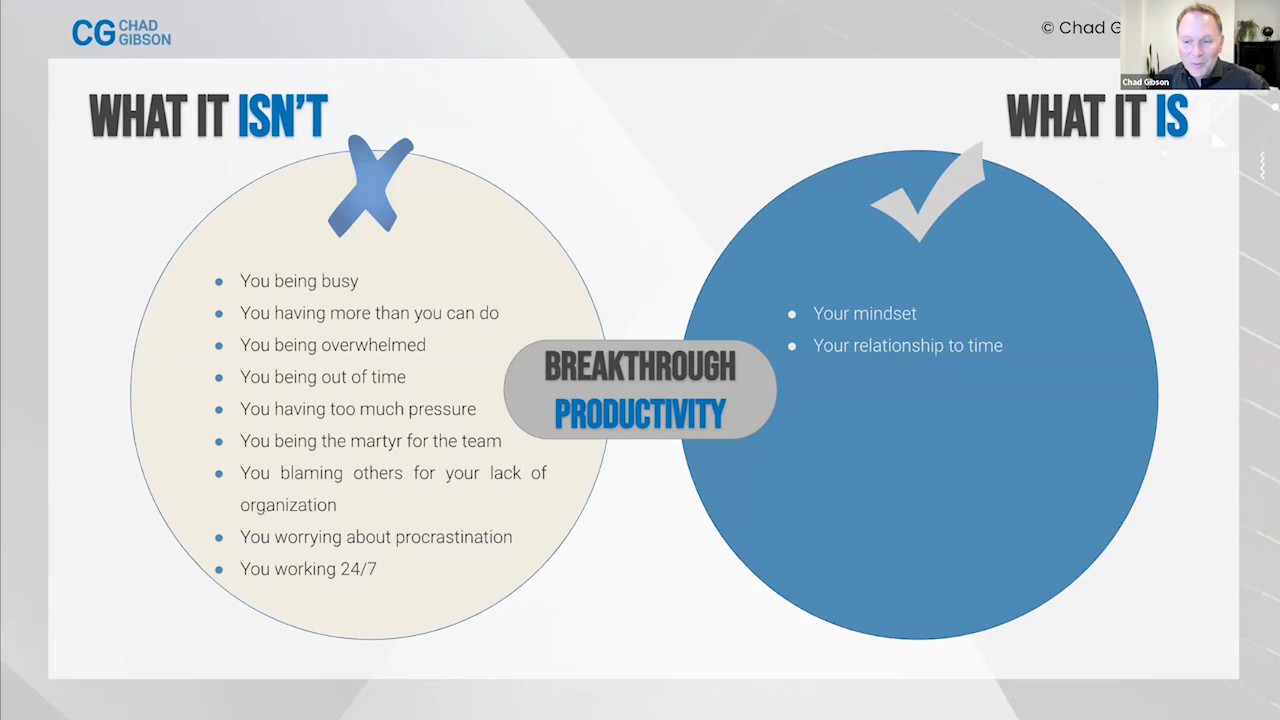 CG CHAD
GIBSON
© Chad G
Chad Gibson
WHAT IT ISN'T
WHAT IT IS
• You being busy
• You having more than you can do
• You being overwhelmed
• You being out of time
• You having too much pressure
• You being the martyr for the team
• You blaming others for your lack of
organization
• You worrying about procrastination
• You working 24/7
BREAKTHROUGH
PRODUCTIVITY
• Your mindset
• Your relationship to time